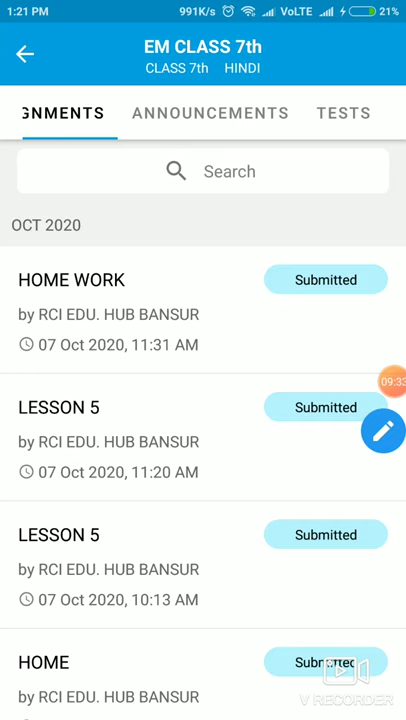 1:21 PM 991K/s VoLTE 21%
EM CLASS 7th
CLASS 7th HINDI
GNMENTS ANNOUNCEMENTS TESTS
Search
OCT 2020
HOME WORK Submitted
by RCI EDU. HUB BANSUR
07 Oct 2020, 11:31 AM
09:33
LESSON 5 Submitted
by RCI EDU. HUB BANSUR
07 Oct 2020, 11:20 AM
LESSON 5 Submitted
by RCI EDU. HUB BANSUR
07 Oct 2020, 10:13 AM
HOME Submitted
by RCI EDU. HUB BANSUR
V RECORDER